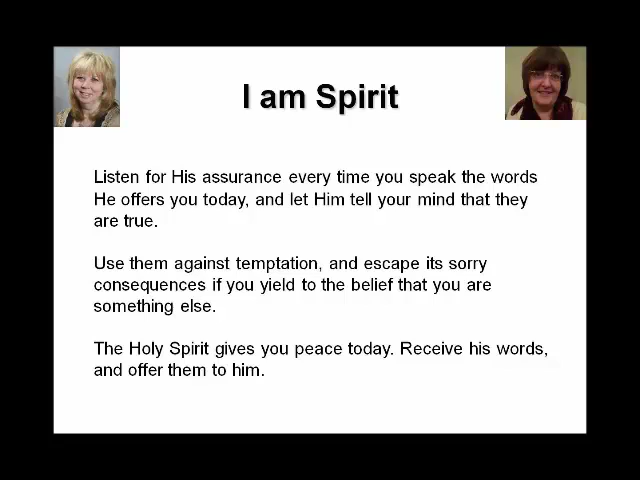 I am Spirit
Listen for His assurance every time you speak the words
He offers you today, and let Him tell your mind that they
are true.
Use them against temptation, and escape its sorry
consequences if you yield to the belief that you are
something else.
The Holy Spirit gives you peace today. Receive his words,
and offer them to him.